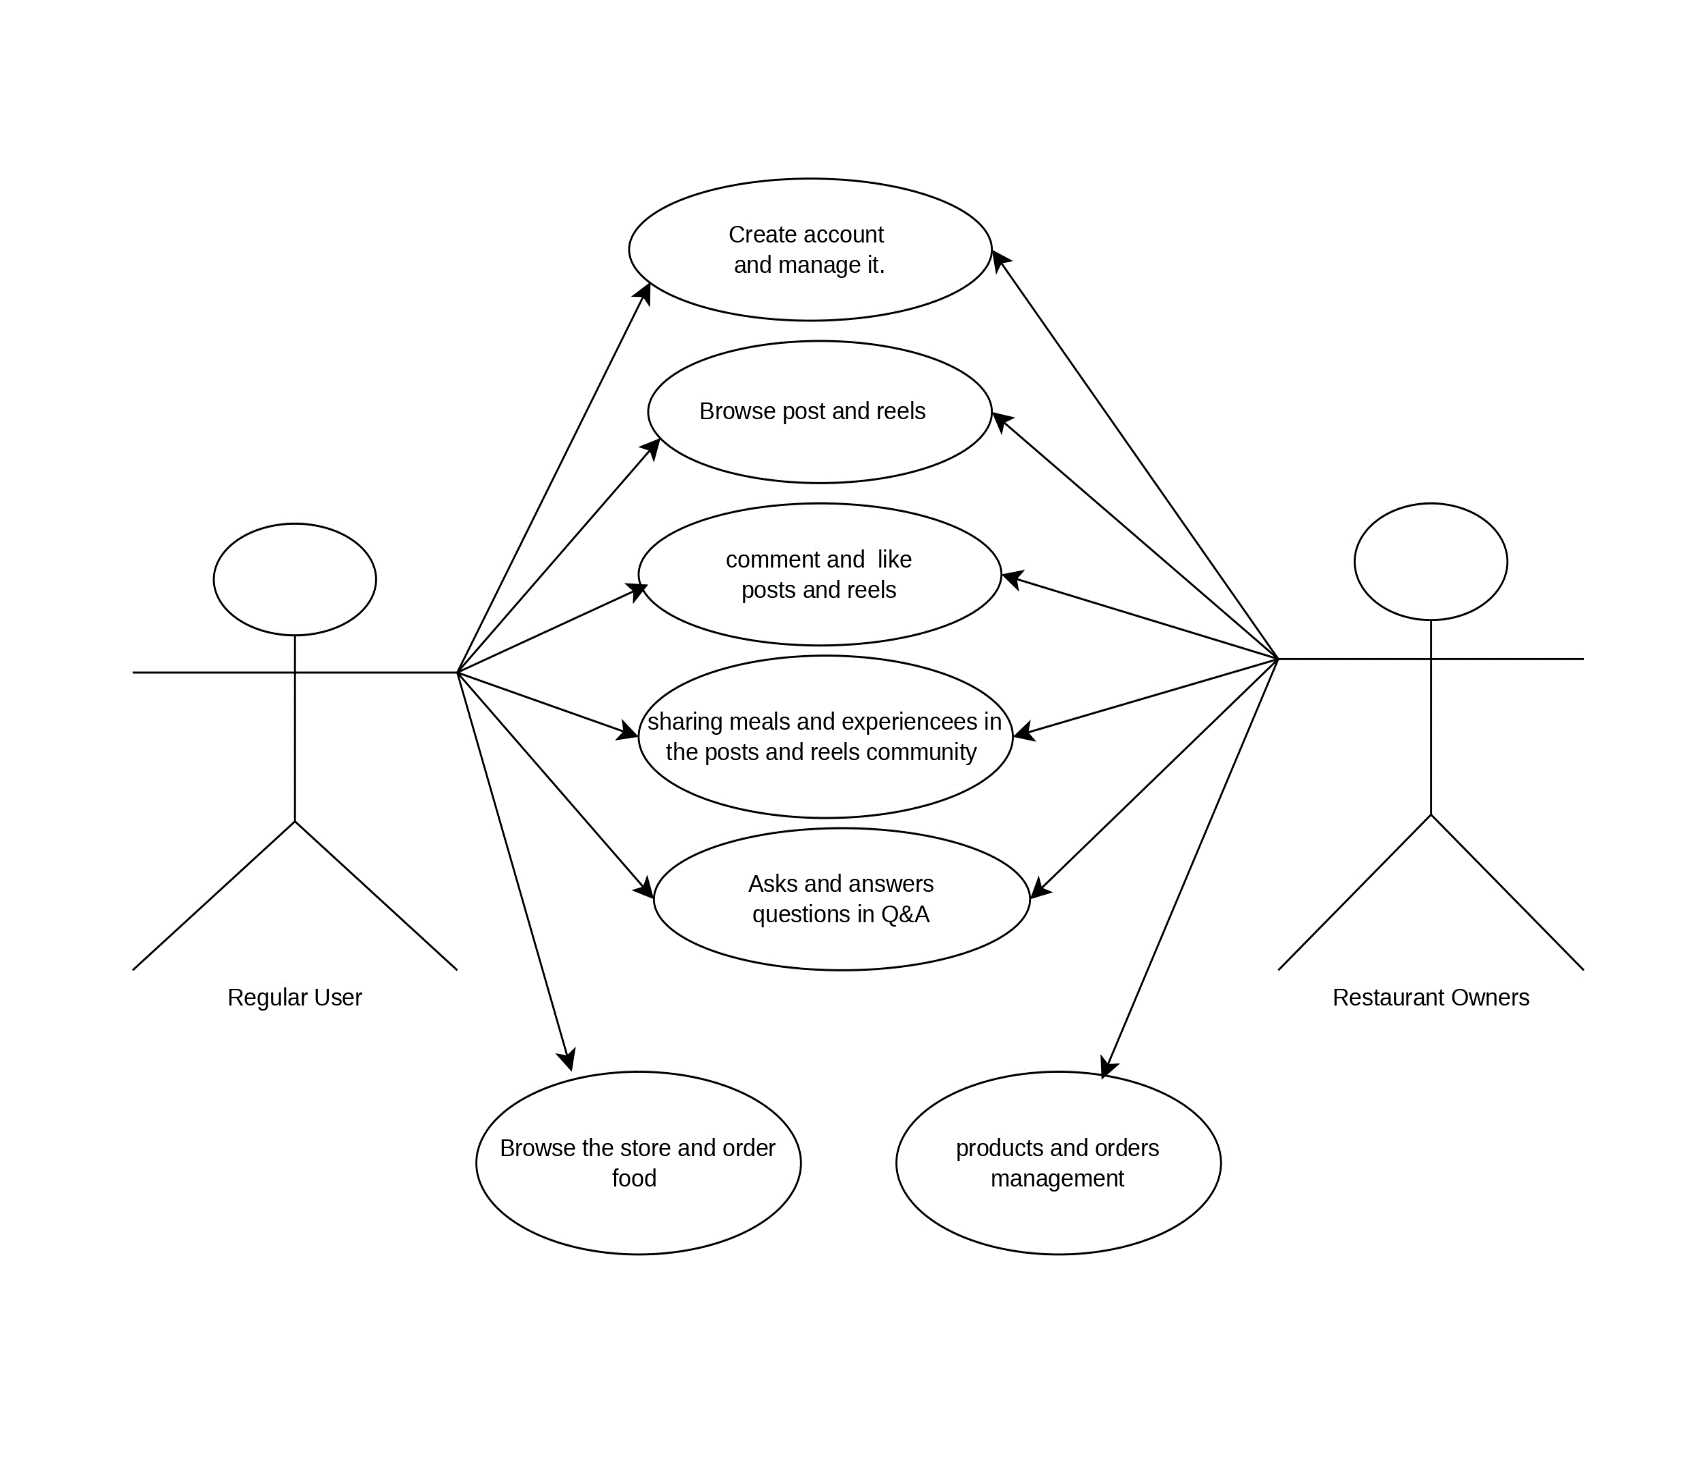 Create account
and manage it.
Browse post and reels
comment and  like
posts and reels
sharing meals and experiencees in
the posts and reels community
Asks and answers
questions in Q&A
Regular User
Restaurant Owners
Browse the store and order
food
products and orders
management